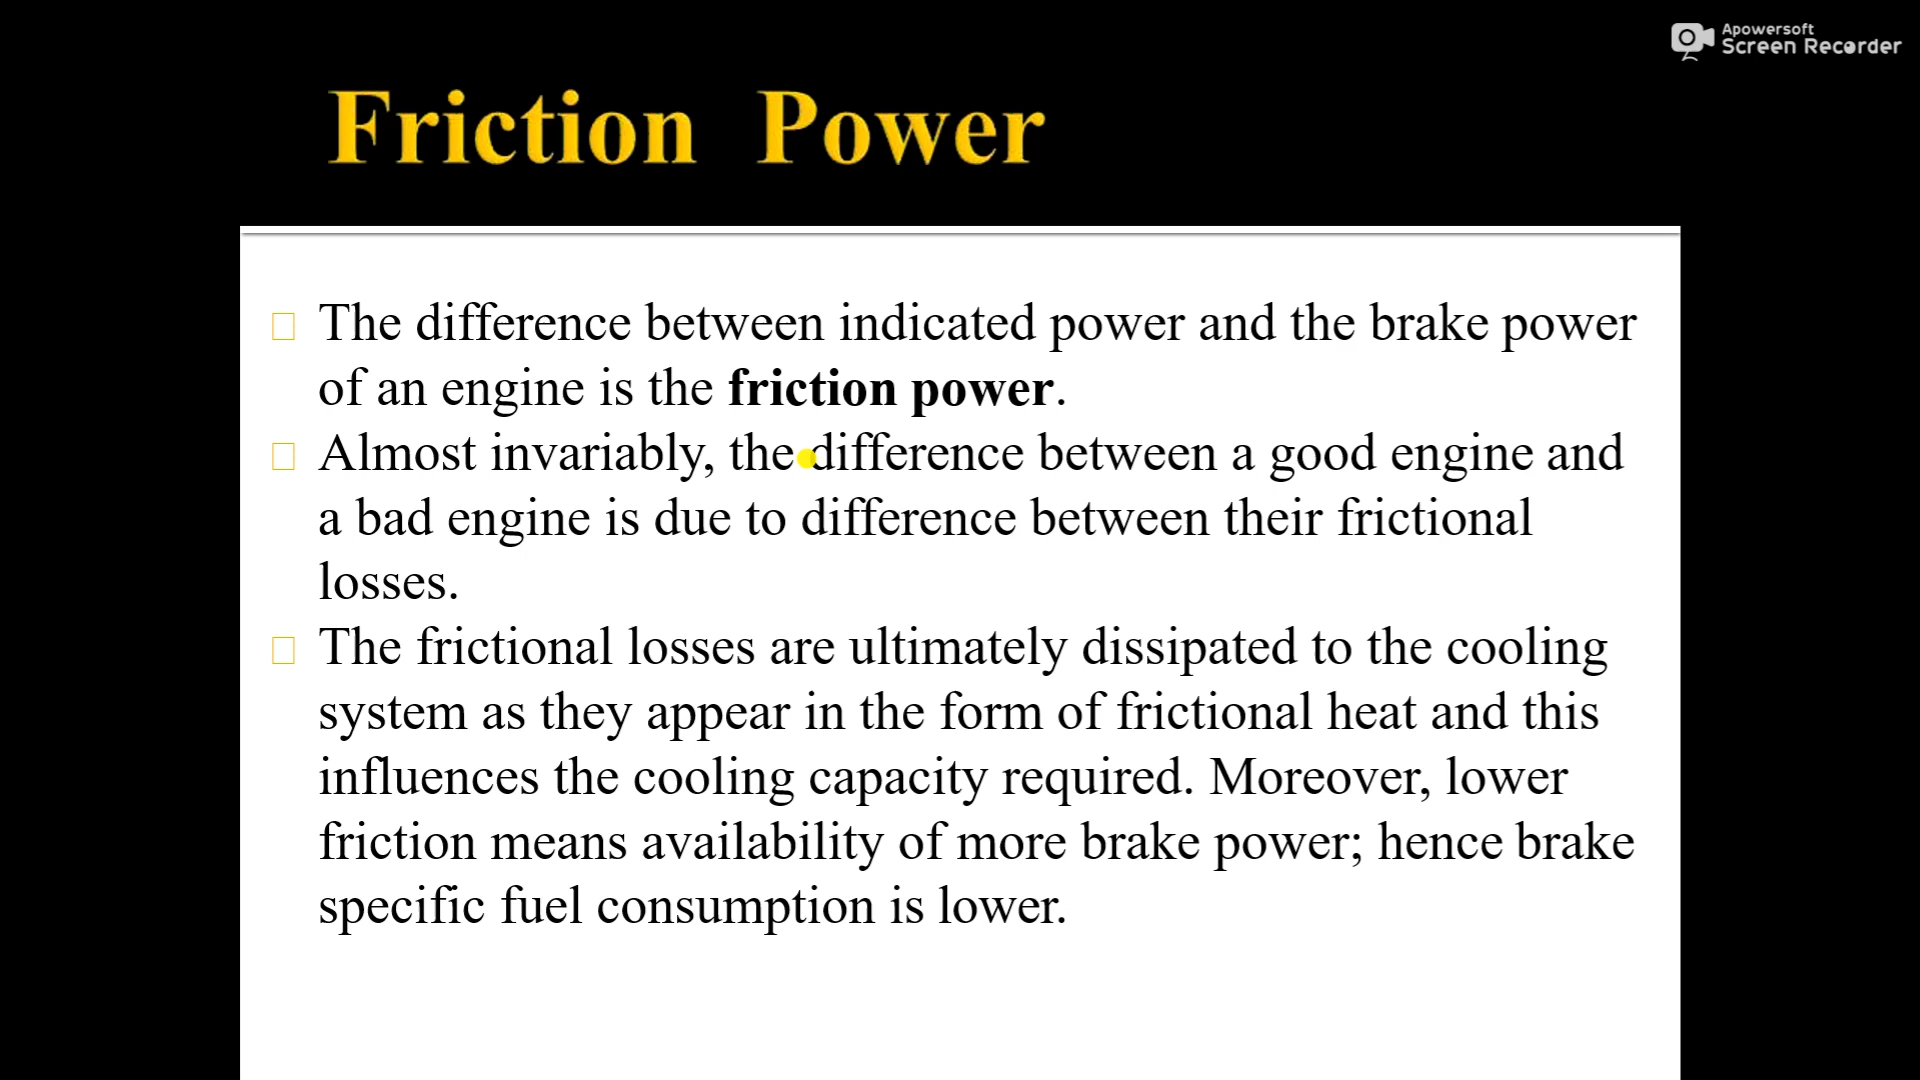 Apowersoft
Screen Recorder
Friction Power
The difference between indicated power and the brake power
of an engine is the friction power.
Almost invariably, the difference between a good engine and
a bad engine is due to difference between their frictional
losses.
The frictional losses are ultimately dissipated to the cooling
system as they appear in the form of frictional heat and this
influences the cooling capacity required. Moreover, lower
friction means availability of more brake power; hence brake
specific fuel consumption is lower.